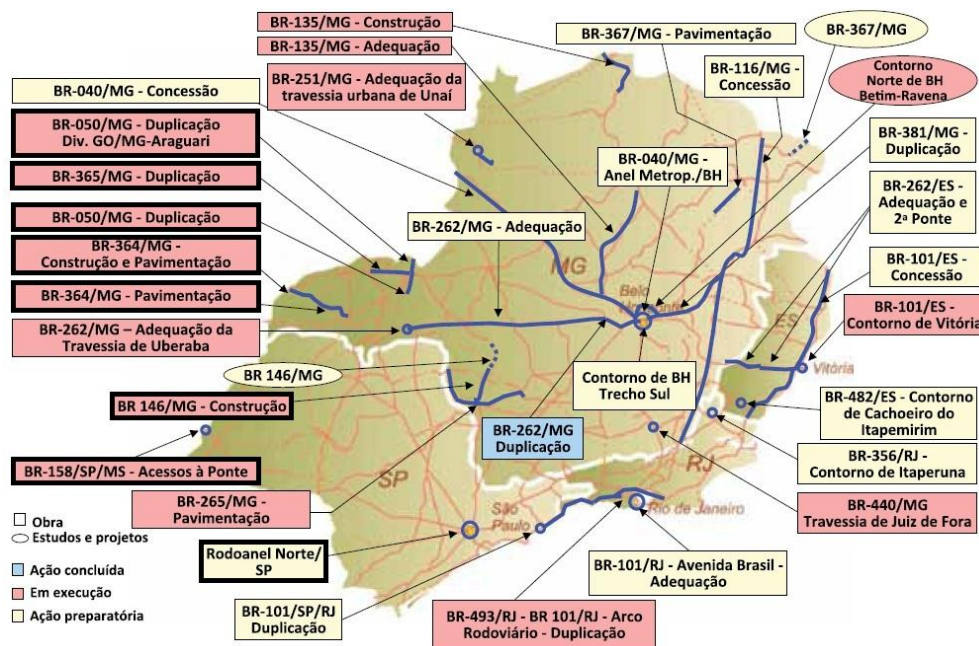 BR-135/MG - Construção
BR-135/MG - Adequação
BR-251/MG - Adequação da
travessia urbana de Unaí
BR-367/MG - Pavimentação
BR-367/MG
BR-116/MG -
Concessão
Contorno
Norte de BH
Betim-Ravena
BR-040/MG - Concessão
BR-050/MG - Duplicação
Div. GO/MG-Araguari
BR-365/MG - Duplicação
BR-050/MG - Duplicação
BR-364/MG -
Construção e Pavimentação
BR-364/MG - Pavimentação
BR-262/MG – Adequação da
Travessia de Uberaba
BR-040/MG -
Anel Metrop./BH
BR-262/MG - Adequação
BR-381/MG -
Duplicação
BR-262/ES -
Adequação e
2ª Ponte
BR-101/ES -
Concessão
BR-101/ES -
Contorno de Vitória
MG
Belo
ES
Vitória
BR 146/MG
BR 146/MG - Construção
Contorno de BH
Trecho Sul
BR-262/MG
Duplicação
BR-482/ES - Contorno
de Cachoeiro do
Itapemirim
BR-356/RJ -
Contorno de Itaperuna
BR-158/SP/MS - Acessos à Ponte
SP
RJ
BR-265/MG -
Pavimentação
São
Paulo
Rio de Janeiro
BR-440/MG
Travessia de Juiz de Fora
Obra
Estudos e projetos
Ação concluída
Em execução
Ação preparatória
Rodoanel Norte/
SP
BR-101/SP/RJ
Duplicação
BR-493/RJ - BR 101/RJ - Arco
Rodoviário - Duplicação
BR-101/RJ - Avenida Brasil -
Adequação